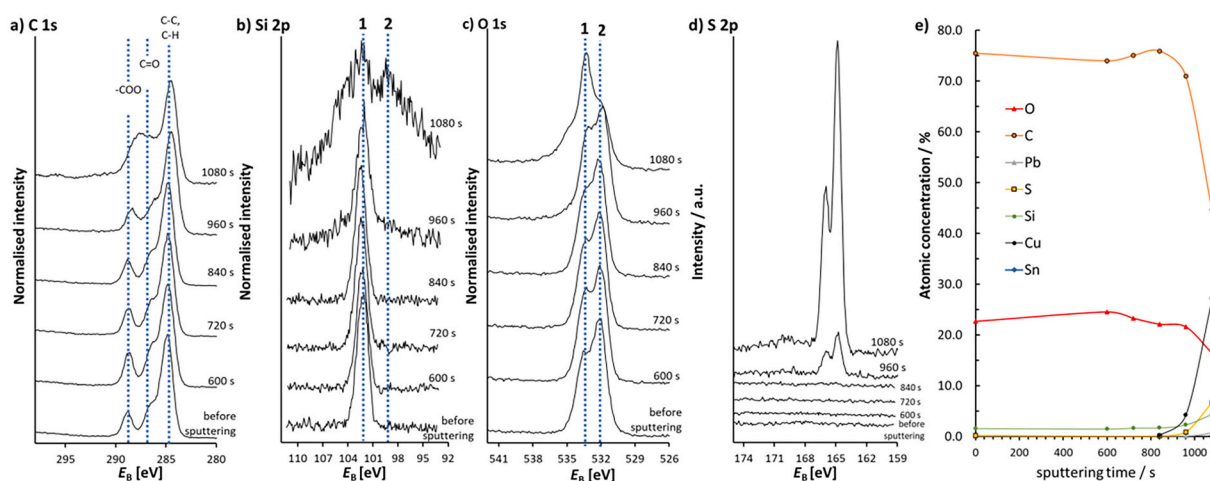 a) C 1s
C-C,
C-H
C=O
-COO
1080 s
960 s
840 s
720 s
600 s
before
sputtering
Normalised intensity
295
290
285
280
E_B [eV]
b) Si 2p
1
2
1080 s
960 s
840 s
720 s
600 s
before
sputtering
Normalised intensity
110
107
104
101
98
95
92
E_B [eV]
c) O 1s
1
2
1080 s
960 s
840 s
720 s
600 s
before
sputtering
Normalised intensity
541
538
535
532
529
526
E_B [eV]
d) S 2p
1080 s
960 s
840 s
720 s
600 s
before
sputtering
Intensity / a.u.
174
171
168
165
162
159
E_B [eV]
e)
80.0
70.0
60.0
50.0
40.0
30.0
20.0
10.0
0.0
Atomic concentration / %
O
C
Pb
S
Si
Cu
Sn
0
200
400
600
800
1000
sputtering time / s